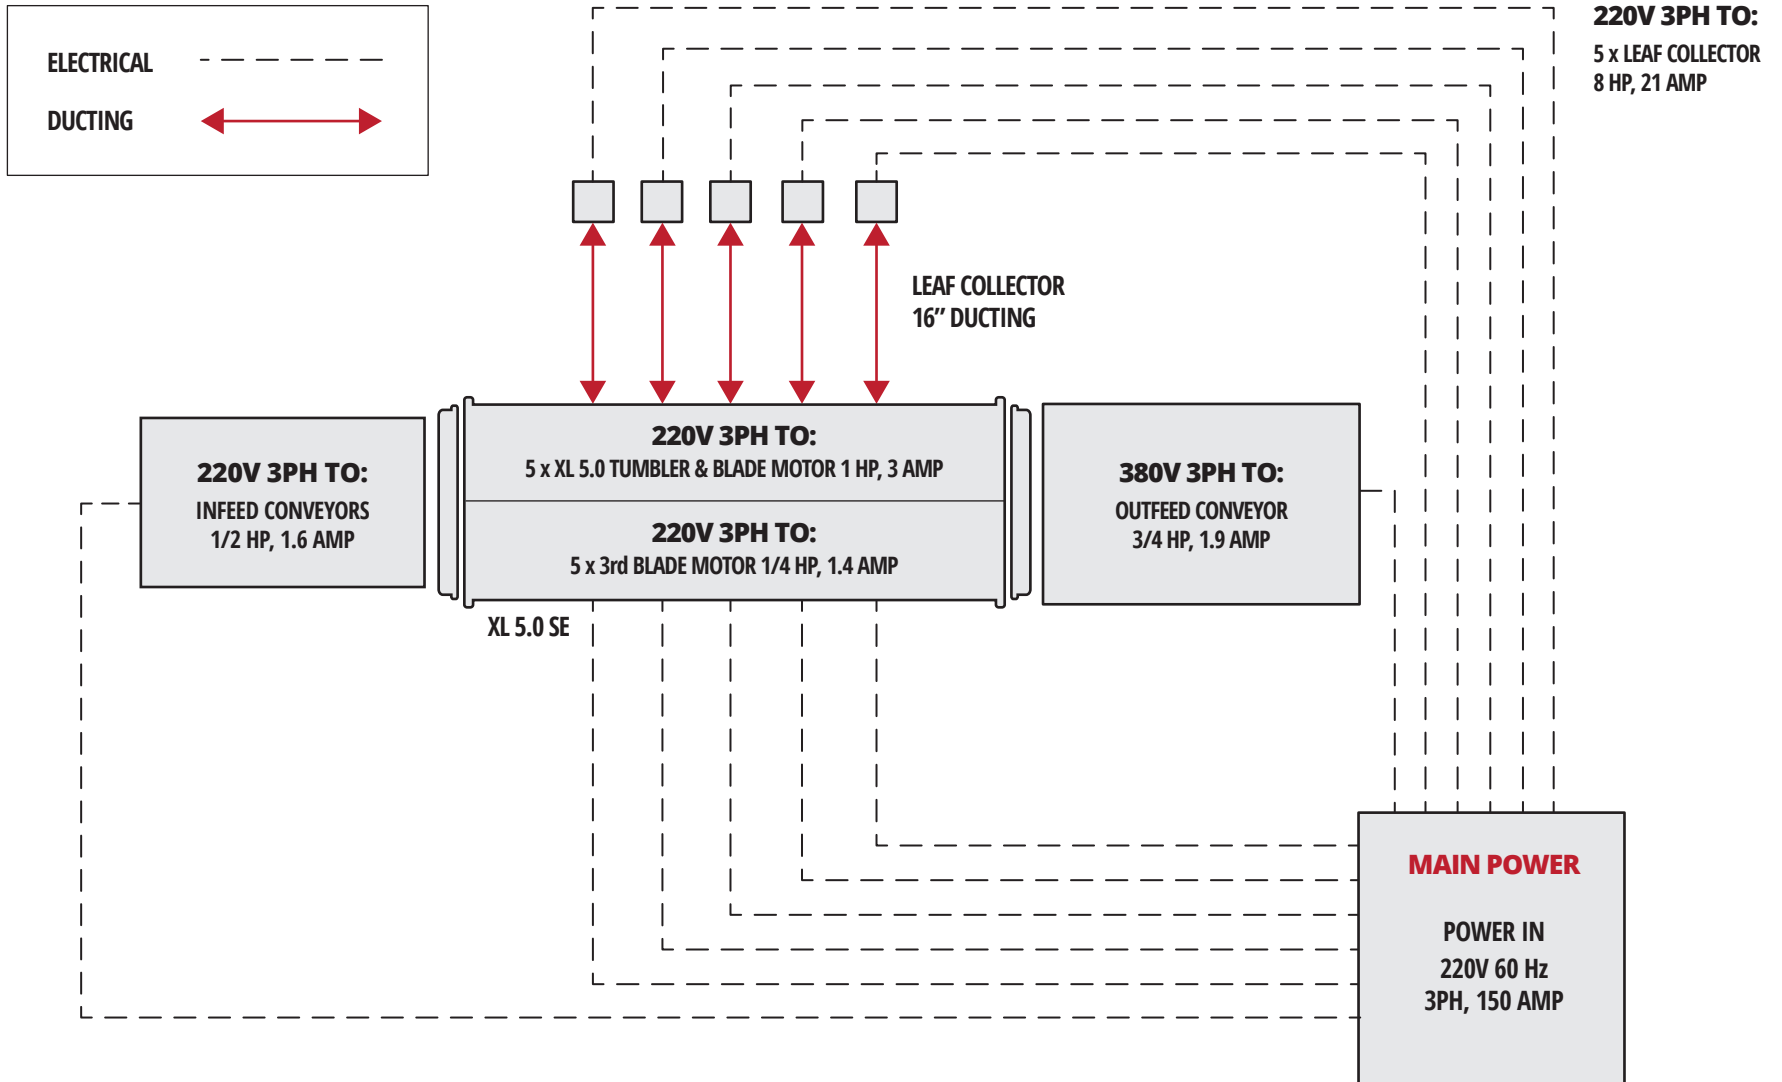 ELECTRICAL
DUCTING
220V 3PH TO:
5 x LEAF COLLECTOR
8 HP, 21 AMP
LEAF COLLECTOR
16” DUCTING
220V 3PH TO:
INFEED CONVEYORS
1/2 HP, 1.6 AMP
220V 3PH TO:
5 x XL 5.0 TUMBLER & BLADE MOTOR 1 HP, 3 AMP
220V 3PH TO:
5 x 3rd BLADE MOTOR 1/4 HP, 1.4 AMP
XL 5.0 SE
380V 3PH TO:
OUTFEED CONVEYOR
3/4 HP, 1.9 AMP
MAIN POWER
POWER IN
220V 60 Hz
3PH, 150 AMP